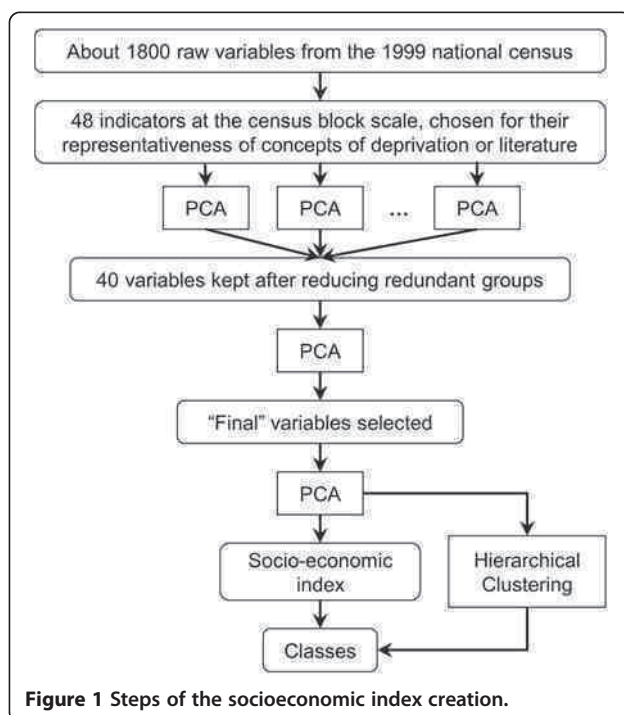 About 1800 raw variables from the 1999 national census
48 indicators at the census block scale, chosen for their
representativeness of concepts of deprivation or literature
PCA PCA ... PCA
40 variables kept after reducing redundant groups
PCA
"Final" variables selected
PCA
Socio-economic
index
Hierarchical
Clustering
Classes
Figure 1 Steps of the socioeconomic index creation.